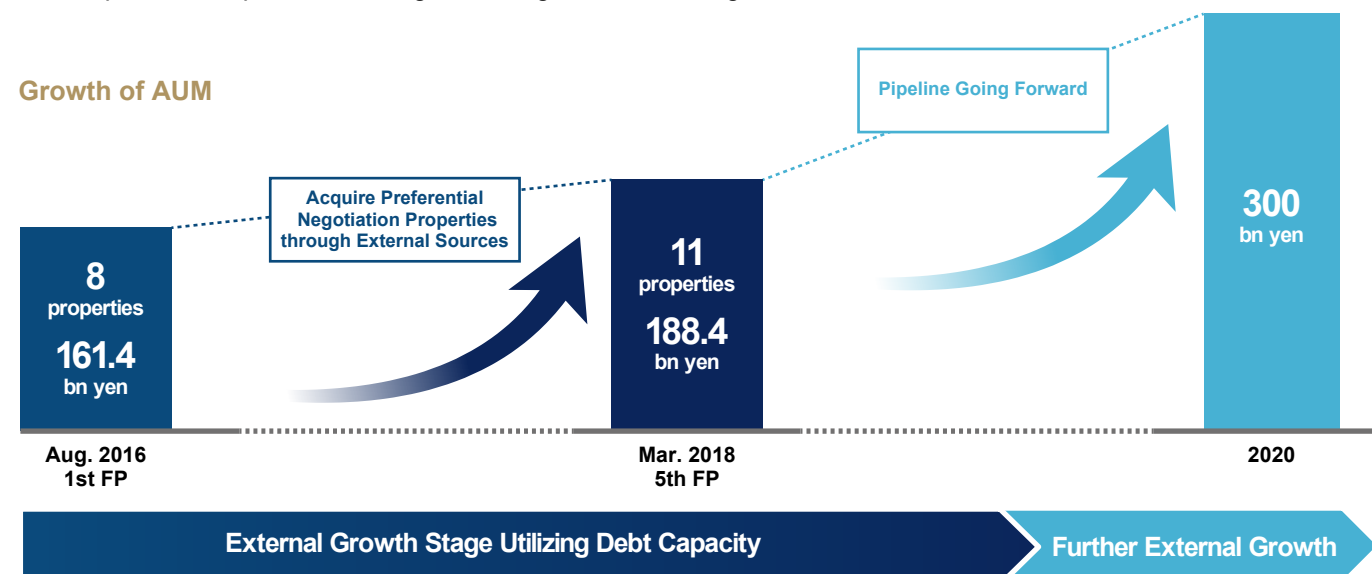 Growth of AUM
Pipeline Going Forward
Acquire Preferential
Negotiation Properties
through External Sources
8
properties
161.4
bn yen
11
properties
188.4
bn yen
300
bn yen
Aug. 2016
1st FP
Mar. 2018
5th FP
2020
External Growth Stage Utilizing Debt Capacity
Further External Growth